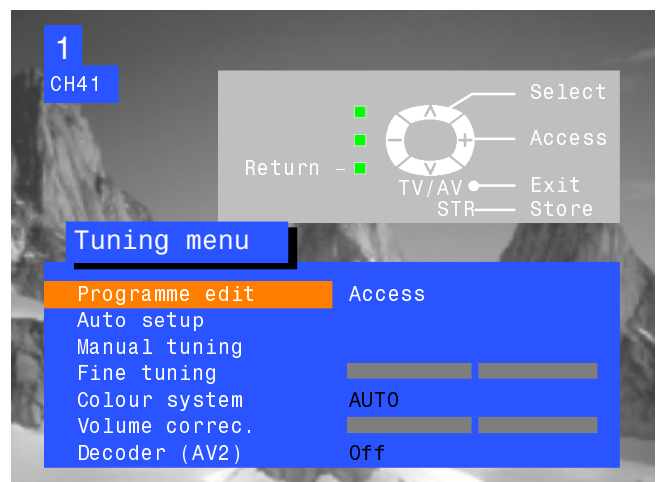 1
CH41
Select
Access
Return –
TV/AV Exit
STR Store
Tuning menu
Programme edit Access
Auto setup
Manual tuning
Fine tuning
Colour system AUTO
Volume correc.
Decoder (AV2) Off